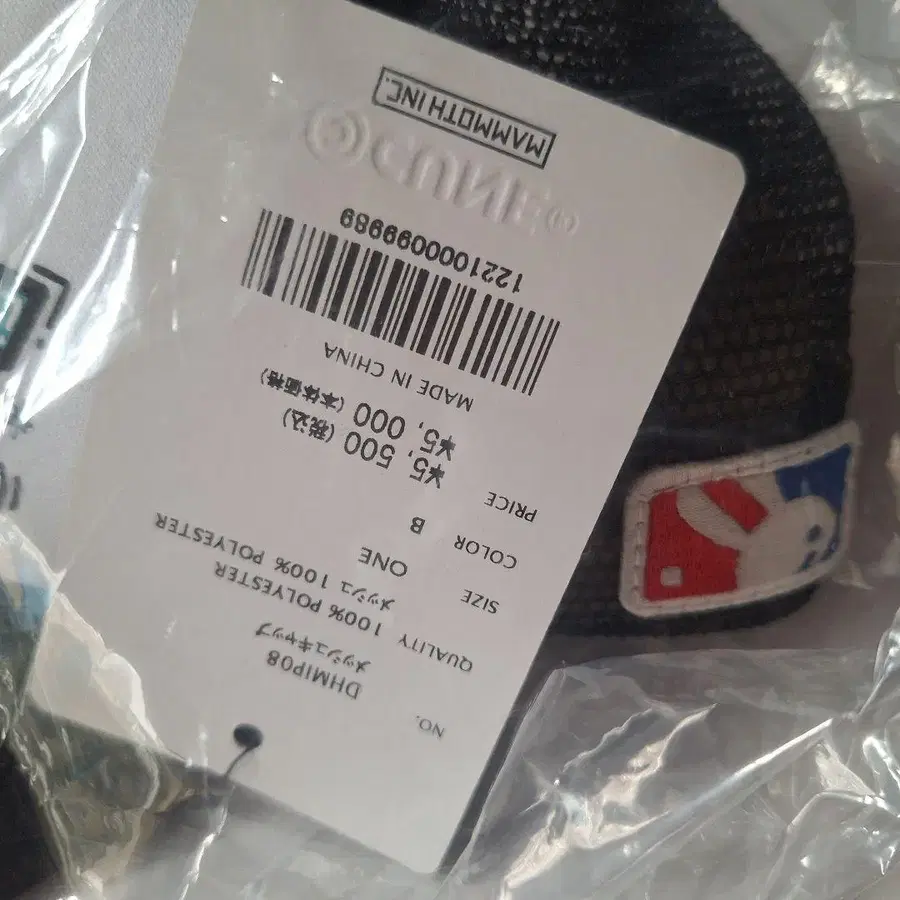 NO.
DHMIP08
メッシュキャップ
QUALITY 100% POLYESTER
メッシュ 100% POLYESTER
SIZE ONE
COLOR B
PRICE ¥5,500 (税込)
¥5,000 (本体価格)
MADE IN CHINA
1221000099989
CUNE
MAMMOTH INC.